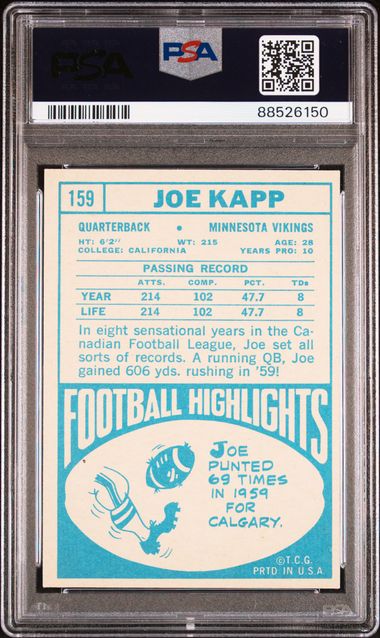 PSA
PSA
88526150
159 JOE KAPP
QUARTERBACK • MINNESOTA VIKINGS
HT: 6'2" WT: 215 AGE: 28
COLLEGE: CALIFORNIA YEARS PRO: 10
PASSING RECORD
ATTS. COMP. PCT. TDs
YEAR 214 102 47.7 8
LIFE 214 102 47.7 8
In eight sensational years in the Ca-
nadian Football League, Joe set all
sorts of records. A running QB, Joe
gained 606 yds. rushing in '59!
FOOTBALL HIGHLIGHTS
JOE
PUNTED
69 TIMES
IN 1959
FOR
CALGARY.
© T.C.G.
PRTD IN U.S.A.
PSA